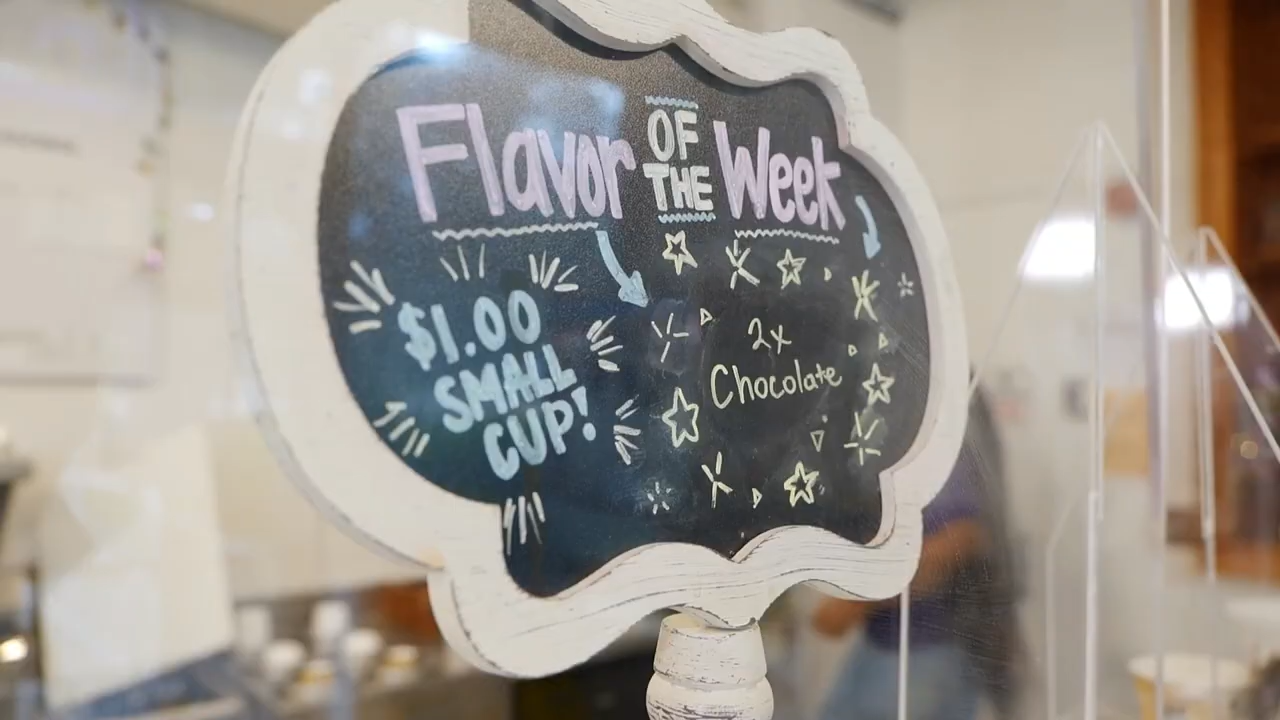 Flavor OF THE Week
$1.00
SMALL
CUP!
2x
Chocolate